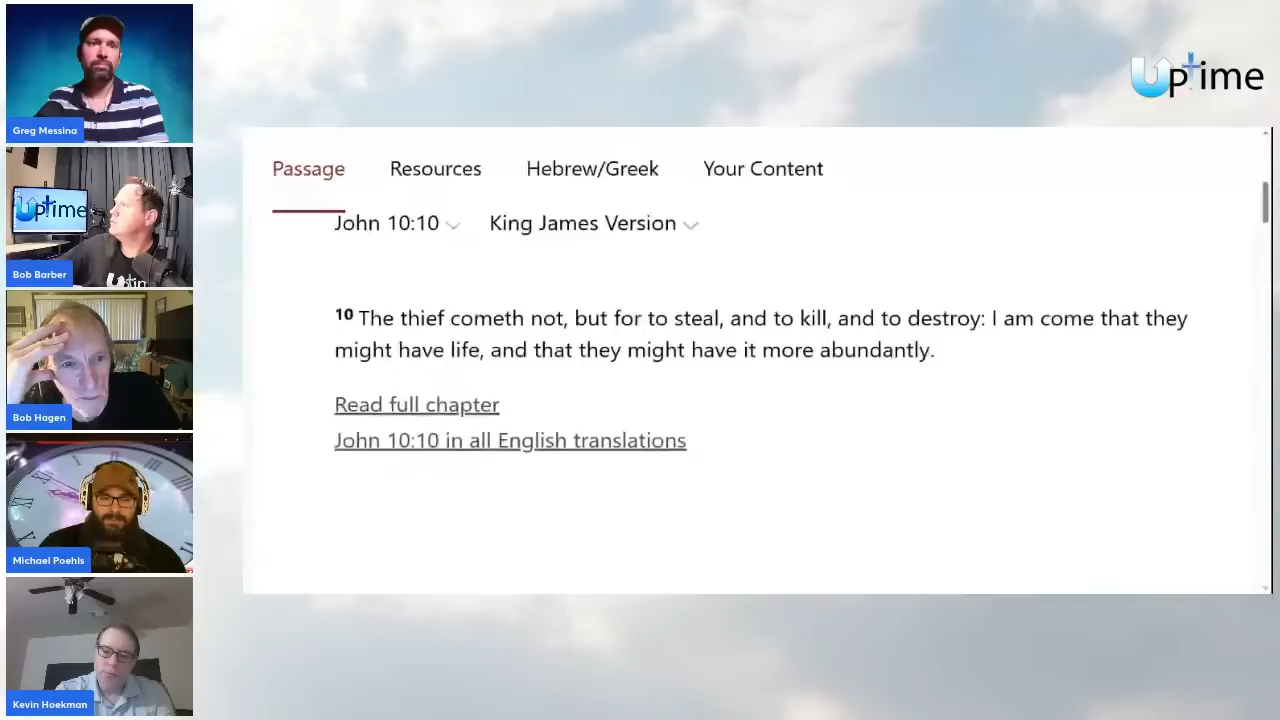 Greg Messina
Uptime
Bob Barber
Bob Hagen
Michael Poehls
Kevin Hoekman
Uptime
Passage Resources Hebrew/Greek Your Content
John 10:10 King James Version
10 The thief cometh not, but for to steal, and to kill, and to destroy: I am come that they
might have life, and that they might have it more abundantly.
Read full chapter
John 10:10 in all English translations